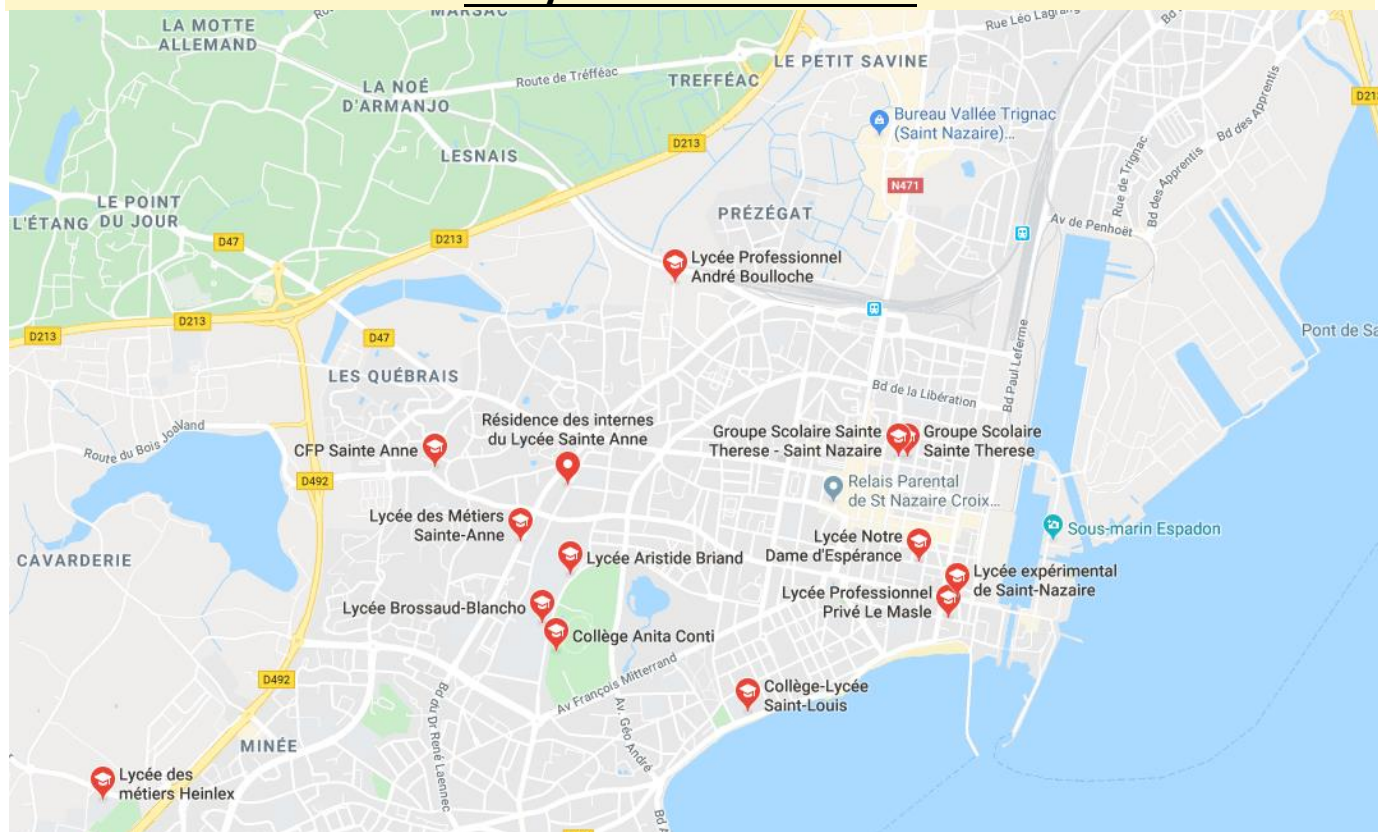 LA MOTTE
ALLEMAND
MARSAC
Rue Léo Lagrang
LE PETIT SAVINE
Route de Trefféac
TREFFÉAC
LA NOÉ
D'ARMANJO
LESNAIS
D213
D213
Bureau Vallée Trignac
(Saint Nazaire)...
Bd des Apprentis
Rue de Trignac
Bd des Apprentis
N471
LE POINT
DU JOUR
L'ÉTANG
D47
D213
PRÉZÉGAT
Av de Penhoët
Lycée Professionnel
André Boulloche
D213
D213
D47
Pont de Sa
LES QUÉBRAIS
Bd Paul Leferme
Bd de la Libération
Route du Bois JoaVand
CFP Sainte Anne
Résidence des internes
du Lycée Sainte Anne
Groupe Scolaire Sainte
Therese - Saint Nazaire
Groupe Scolaire
Sainte Therese
D492
Relais Parental
de St Nazaire Croix...
Lycée des Métiers
Sainte-Anne
Sous-marin Espadon
Lycée Notre
Dame d'Espérance
CAVARDERIE
Lycée Aristide Briand
Lycée expérimental
de Saint-Nazaire
Lycée Professionnel
Privé Le Masle
Lycée Brossaud-Blancho
Collège Anita Conti
D492
Av François Mitterrand
Collège-Lycée
Saint-Louis
Bd du Dr René Laennec
Av. Géo André
MINÉE
Lycée des
métiers Heinlex